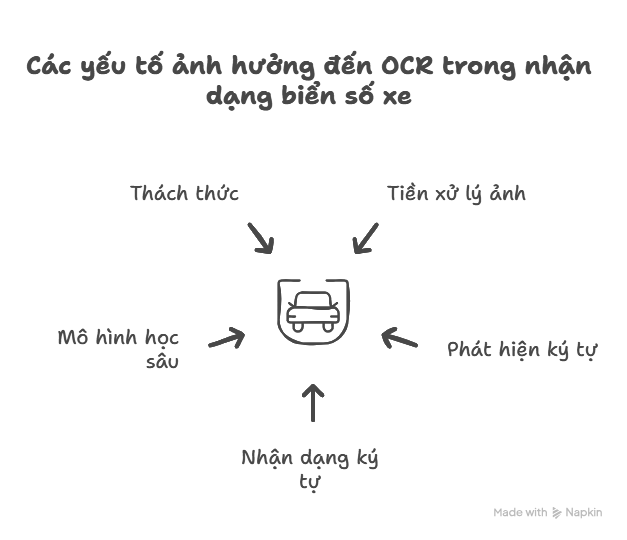 Các yếu tố ảnh hưởng đến OCR trong nhận
dạng biển số xe
Thách thức
Tiền xử lý ảnh
Mô hình học
sâu
Phát hiện ký tự
Nhận dạng ký
tự
Made with Napkin